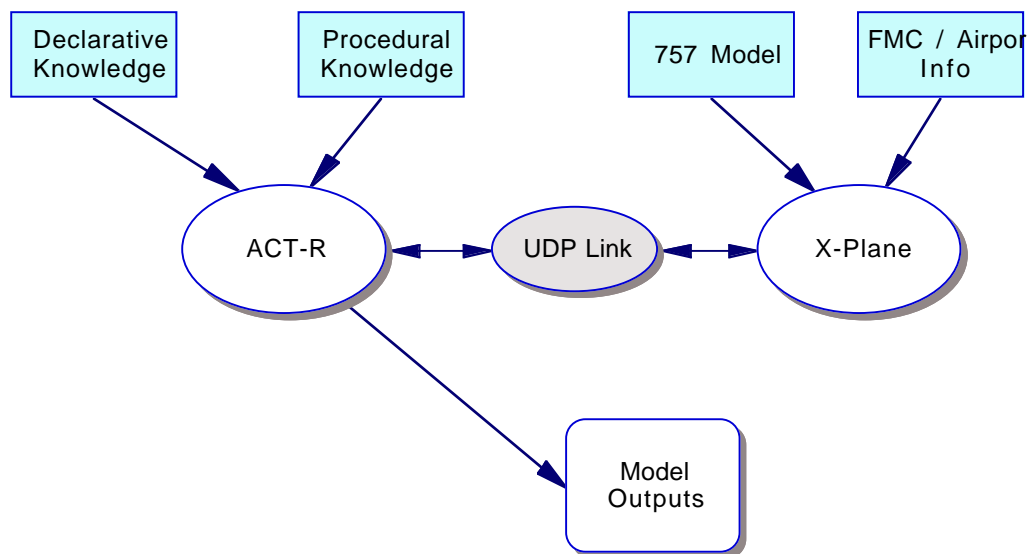 Declarative
Knowledge
Procedural
Knowledge
757 Model
FMC / Airpor
Info
ACT-R
UDP Link
X-Plane
Model
Outputs